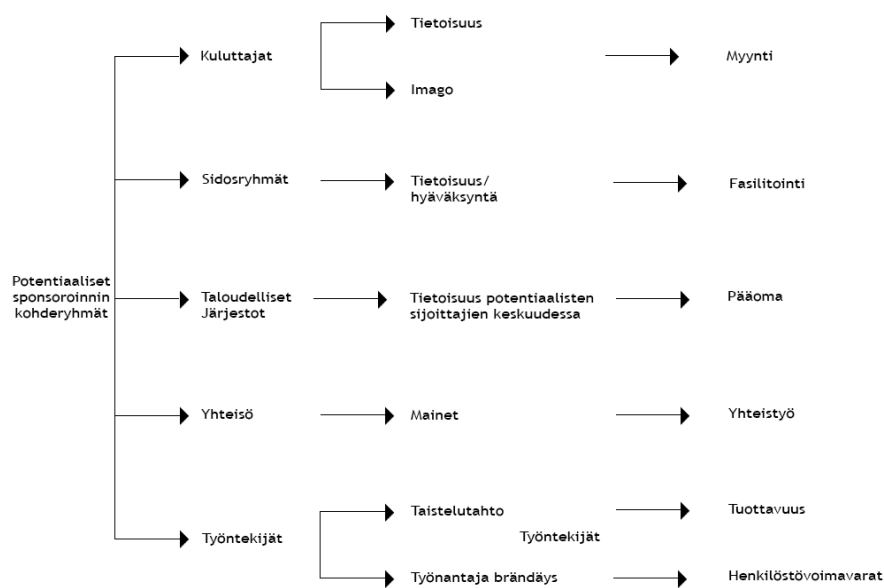 Tietoisuus
Kuluttajat
Myynti
Imago
Sidosryhmät
Tietoisuus/
hyäväksyntä
Fasilitointi
Potentiaaliset
sponsoroinnin
kohderyhmät
Taloudelliset
Järjestot
Tietoisuus potentiaalisten
sijoittajien keskuudessa
Pääoma
Yhteisö
Mainet
Yhteistyö
Työntekijät
Taistelutahto
Työntekijät
Tuottavuus
Työnantaja brändäys
Henkilöstövoimavarat